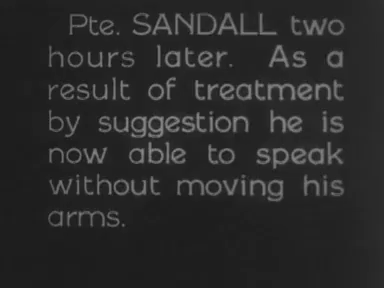 Pte. SANDALL two
hours later. As a
result of treatment
by suggestion he is
now able to speak
without moving his
arms.